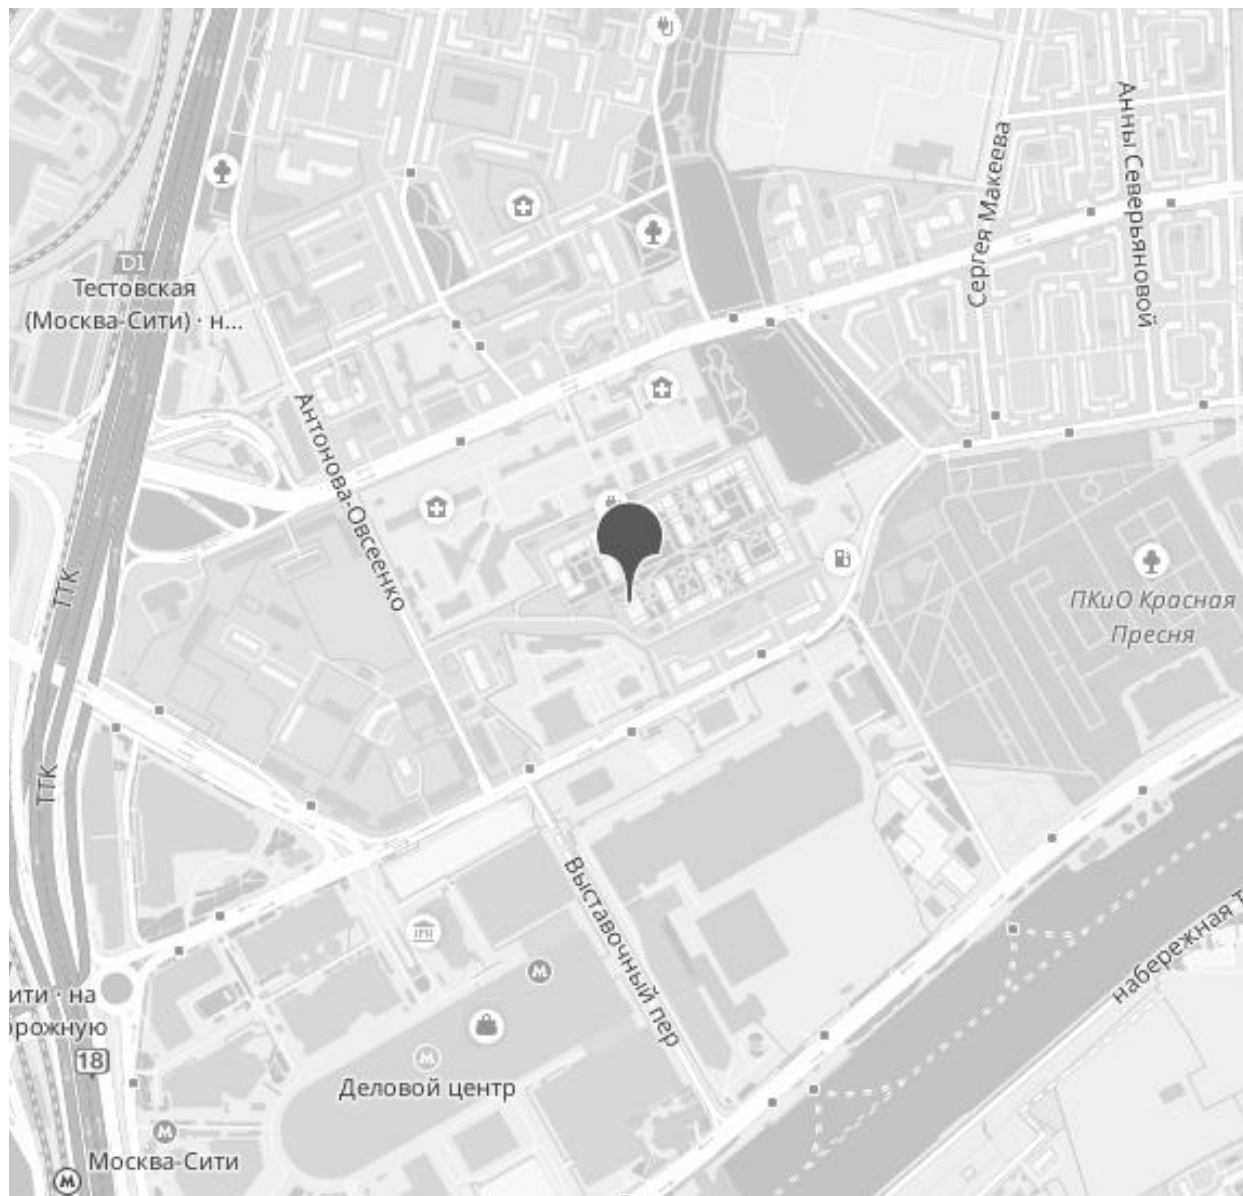 Анны Северьяновой
Сергея Макеева
D1
Тестовская
(Москва-Сити) · н...
Антонова-Овсеенко
ТТК
ПКиО Красная
Пресня
ТТК
Выставочный пер
М
набережная Т
ити · на
орожную
18
М
Деловой центр
М
Москва-Сити
М